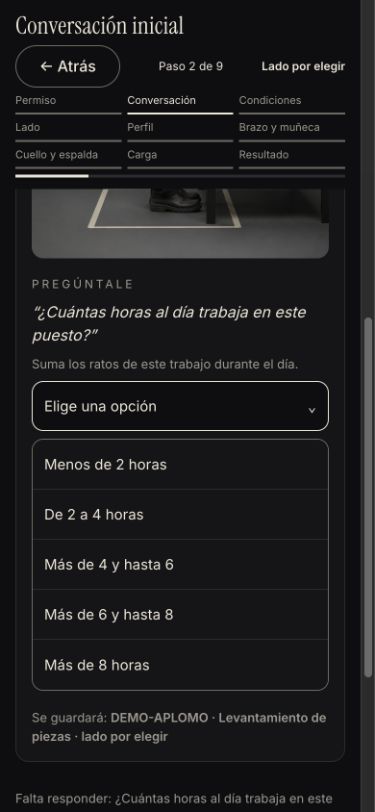 Conversación inicial
← Atrás
Paso 2 de 9
Lado por elegir
Permiso
Conversación
Condiciones
Lado
Perfil
Brazo y muñeca
Cuello y espalda
Carga
Resultado
PREGÚNTALE
“¿Cuántas horas al día trabaja en este
puesto?”
Suma los ratos de este trabajo durante el día.
Elige una opción
Menos de 2 horas
De 2 a 4 horas
Más de 4 y hasta 6
Más de 6 y hasta 8
Más de 8 horas
Se guardará: DEMO-APLOMO · Levantamiento de
piezas · lado por elegir
Falta responder: ¿Cuántas horas al día trabaja en este